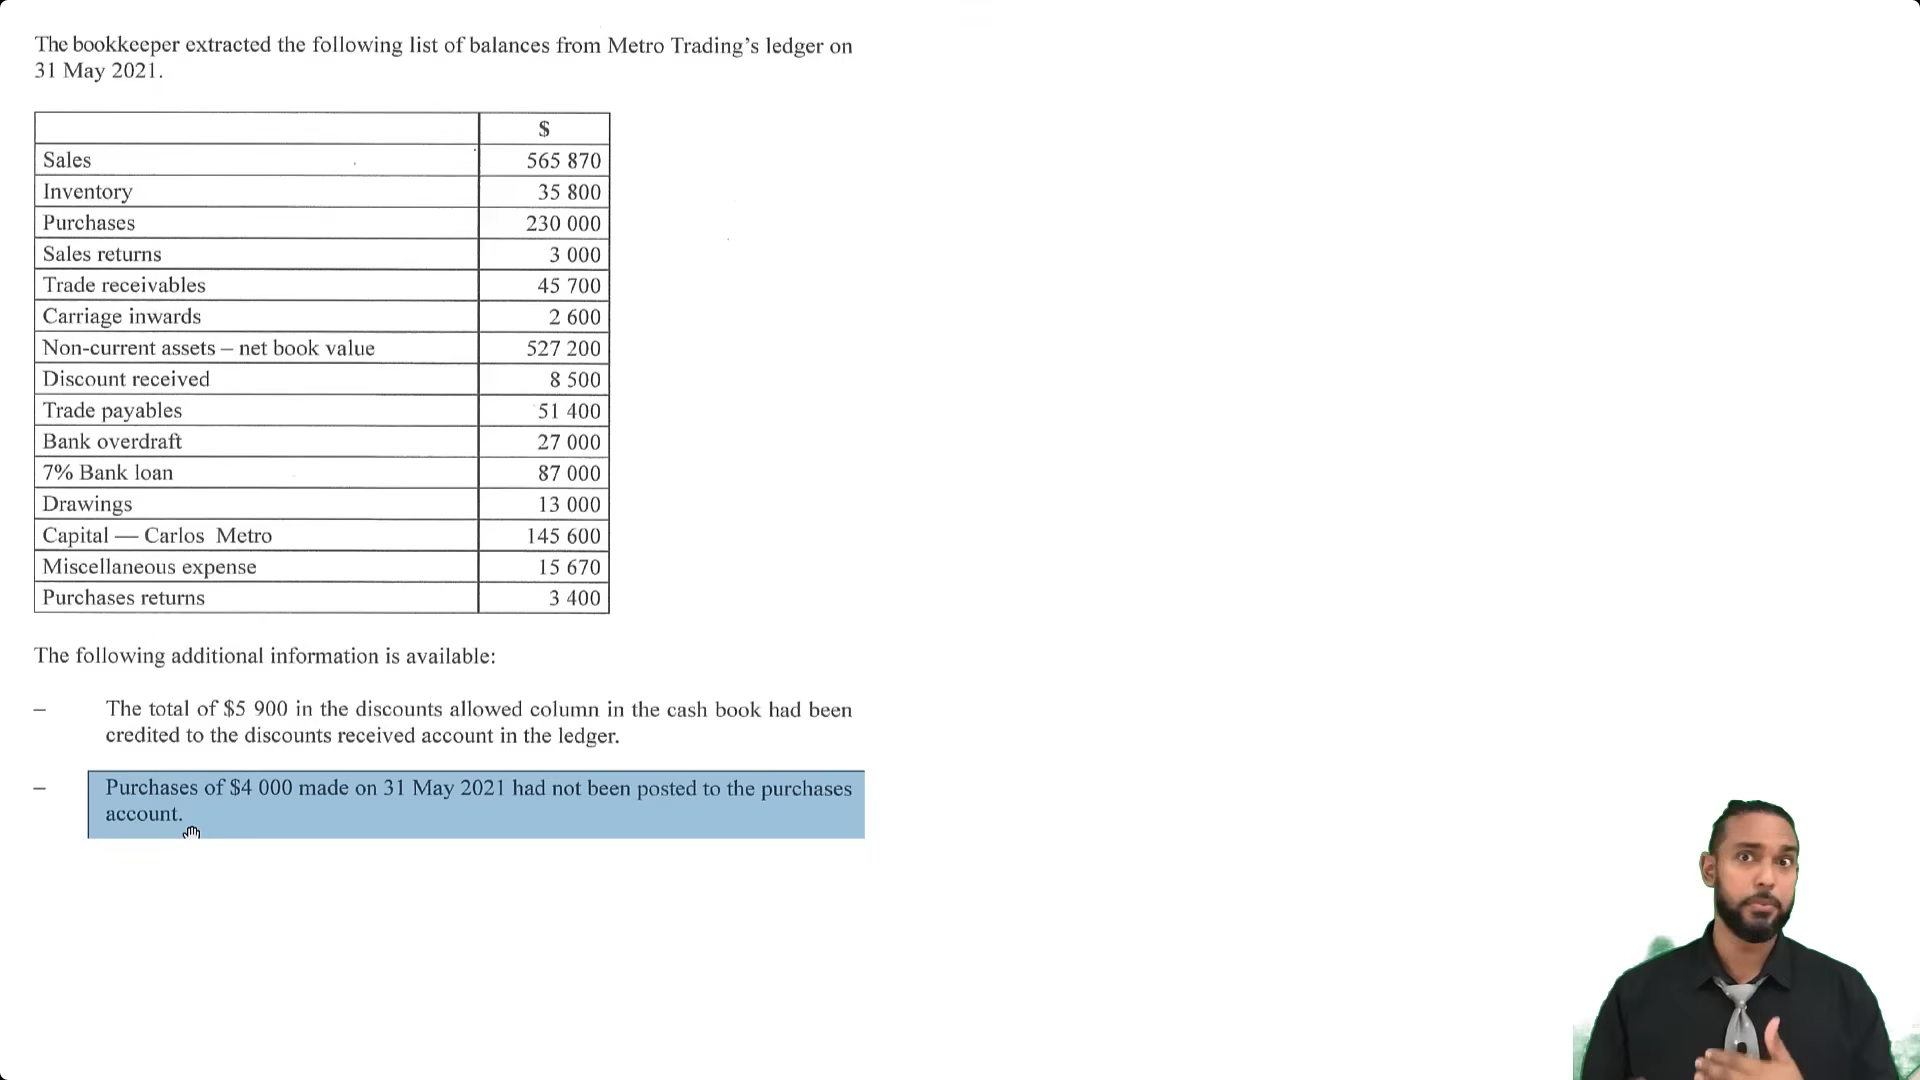 The bookkeeper extracted the following list of balances from Metro Trading's ledger on
31 May 2021.
$
Sales 565 870
Inventory 35 800
Purchases 230 000
Sales returns 3 000
Trade receivables 45 700
Carriage inwards 2 600
Non-current assets – net book value 527 200
Discount received 8 500
Trade payables 51 400
Bank overdraft 27 000
7% Bank loan 87 000
Drawings 13 000
Capital — Carlos Metro 145 600
Miscellaneous expense 15 670
Purchases returns 3 400
The following additional information is available:
– The total of $5 900 in the discounts allowed column in the cash book had been
credited to the discounts received account in the ledger.
– Purchases of $4 000 made on 31 May 2021 had not been posted to the purchases
account.